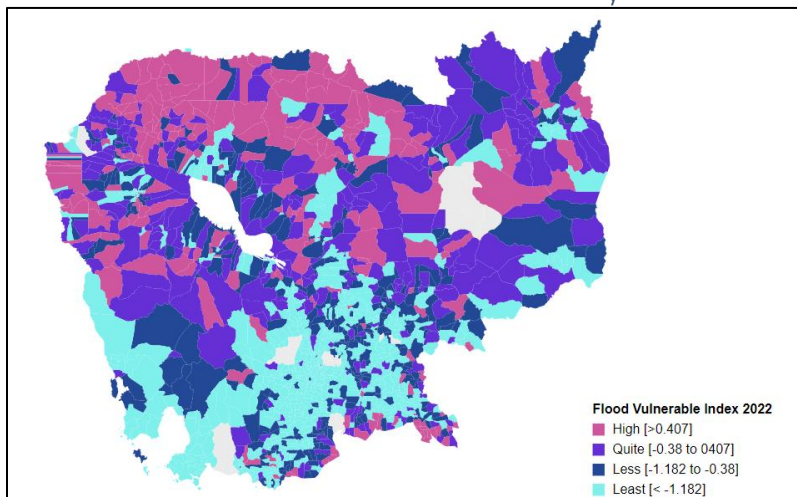 Flood Vulnerable Index 2022
High [>0.407]
Quite [-0.38 to 0407]
Less [-1.182 to -0.38]
Least [< -1.182]